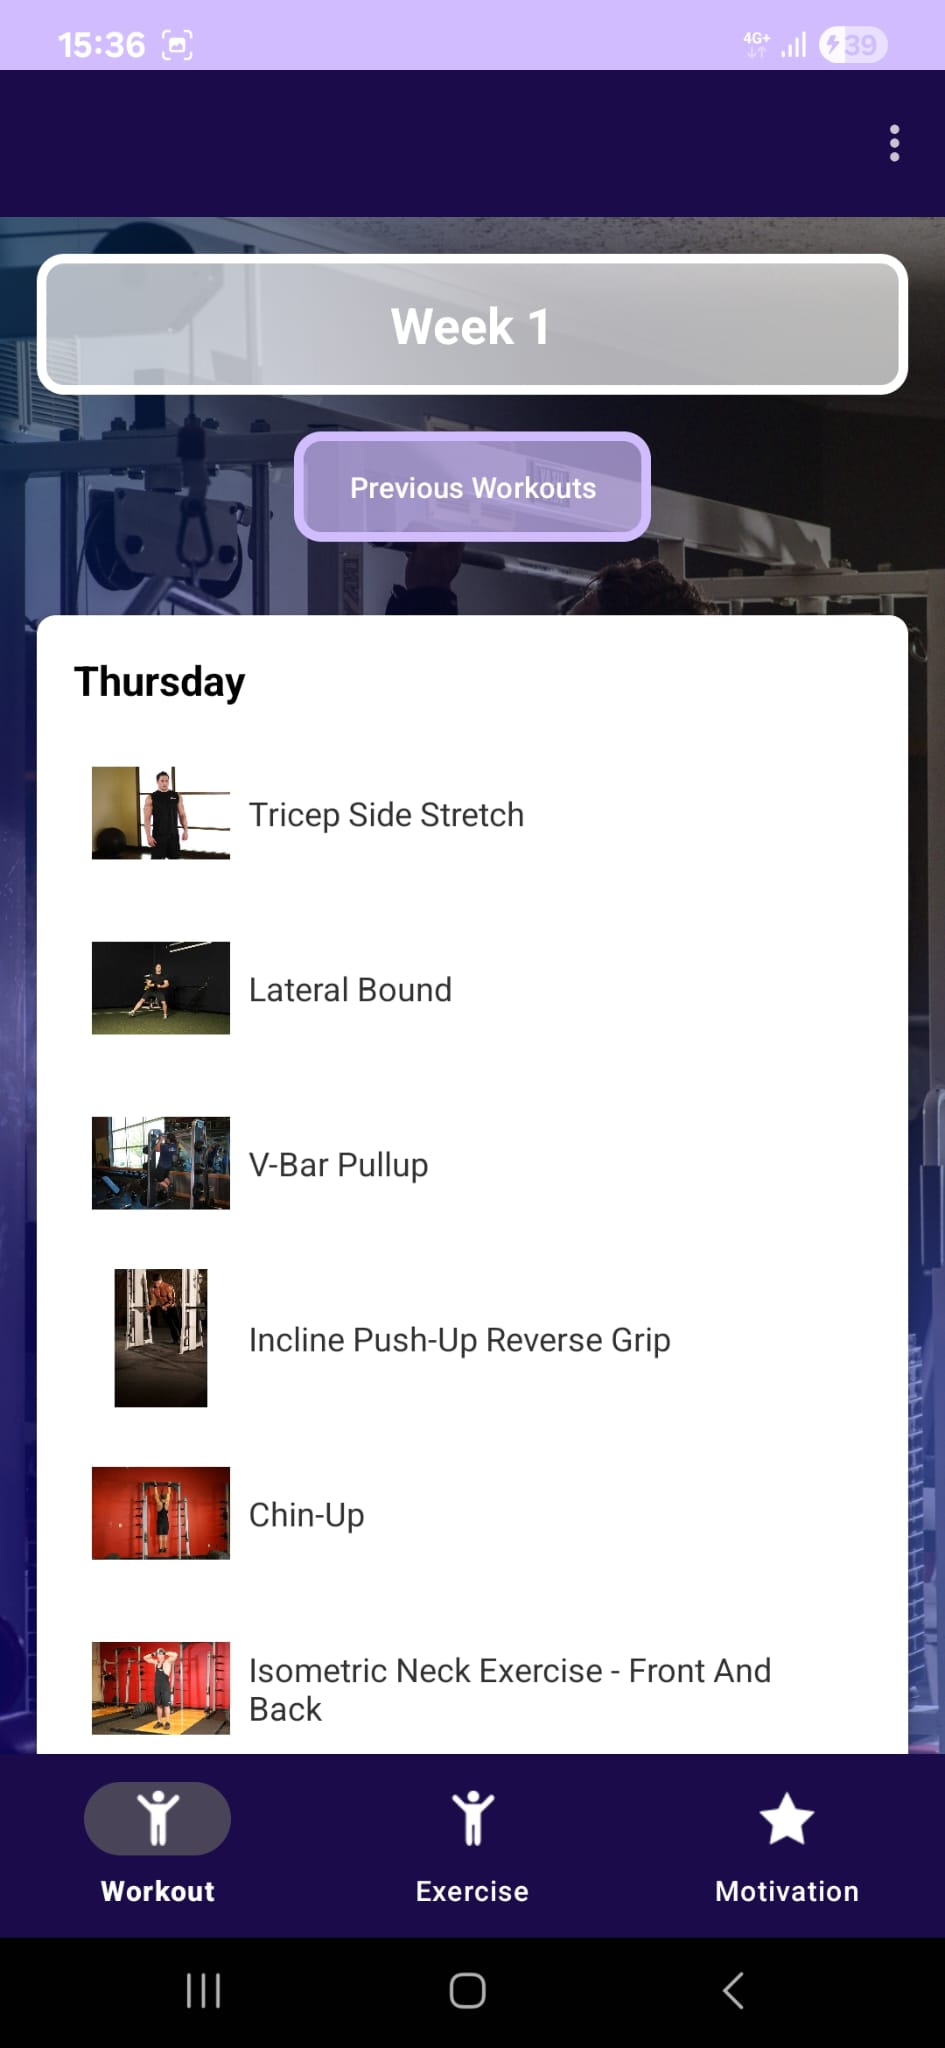 15:36
4G+
39
Week 1
Previous Workouts
Thursday
Tricep Side Stretch
Lateral Bound
V-Bar Pullup
Incline Push-Up Reverse Grip
Chin-Up
Isometric Neck Exercise - Front And
Back
Workout
Exercise
Motivation